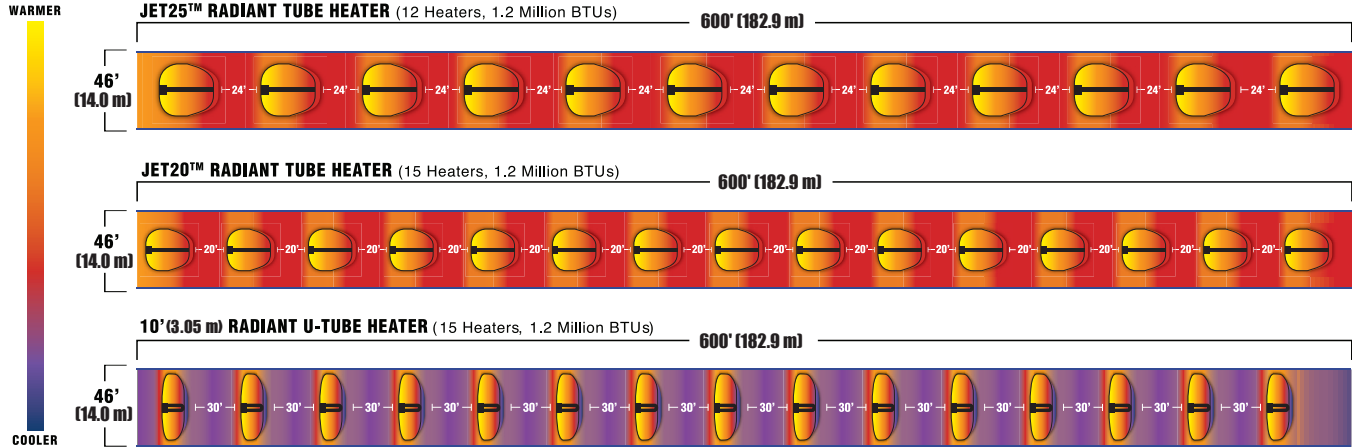 WARMER
COOLER
JET25™ RADIANT TUBE HEATER (12 Heaters, 1.2 Million BTUs)
600' (182.9 m)
46'
(14.0 m)
24' 24' 24' 24' 24' 24' 24' 24' 24' 24' 24'
JET20™ RADIANT TUBE HEATER (15 Heaters, 1.2 Million BTUs)
600' (182.9 m)
46'
(14.0 m)
20' 20' 20' 20' 20' 20' 20' 20' 20' 20' 20' 20' 20' 20'
10' (3.05 m) RADIANT U-TUBE HEATER (15 Heaters, 1.2 Million BTUs)
600' (182.9 m)
46'
(14.0 m)
30' 30' 30' 30' 30' 30' 30' 30' 30' 30' 30' 30' 30' 30'